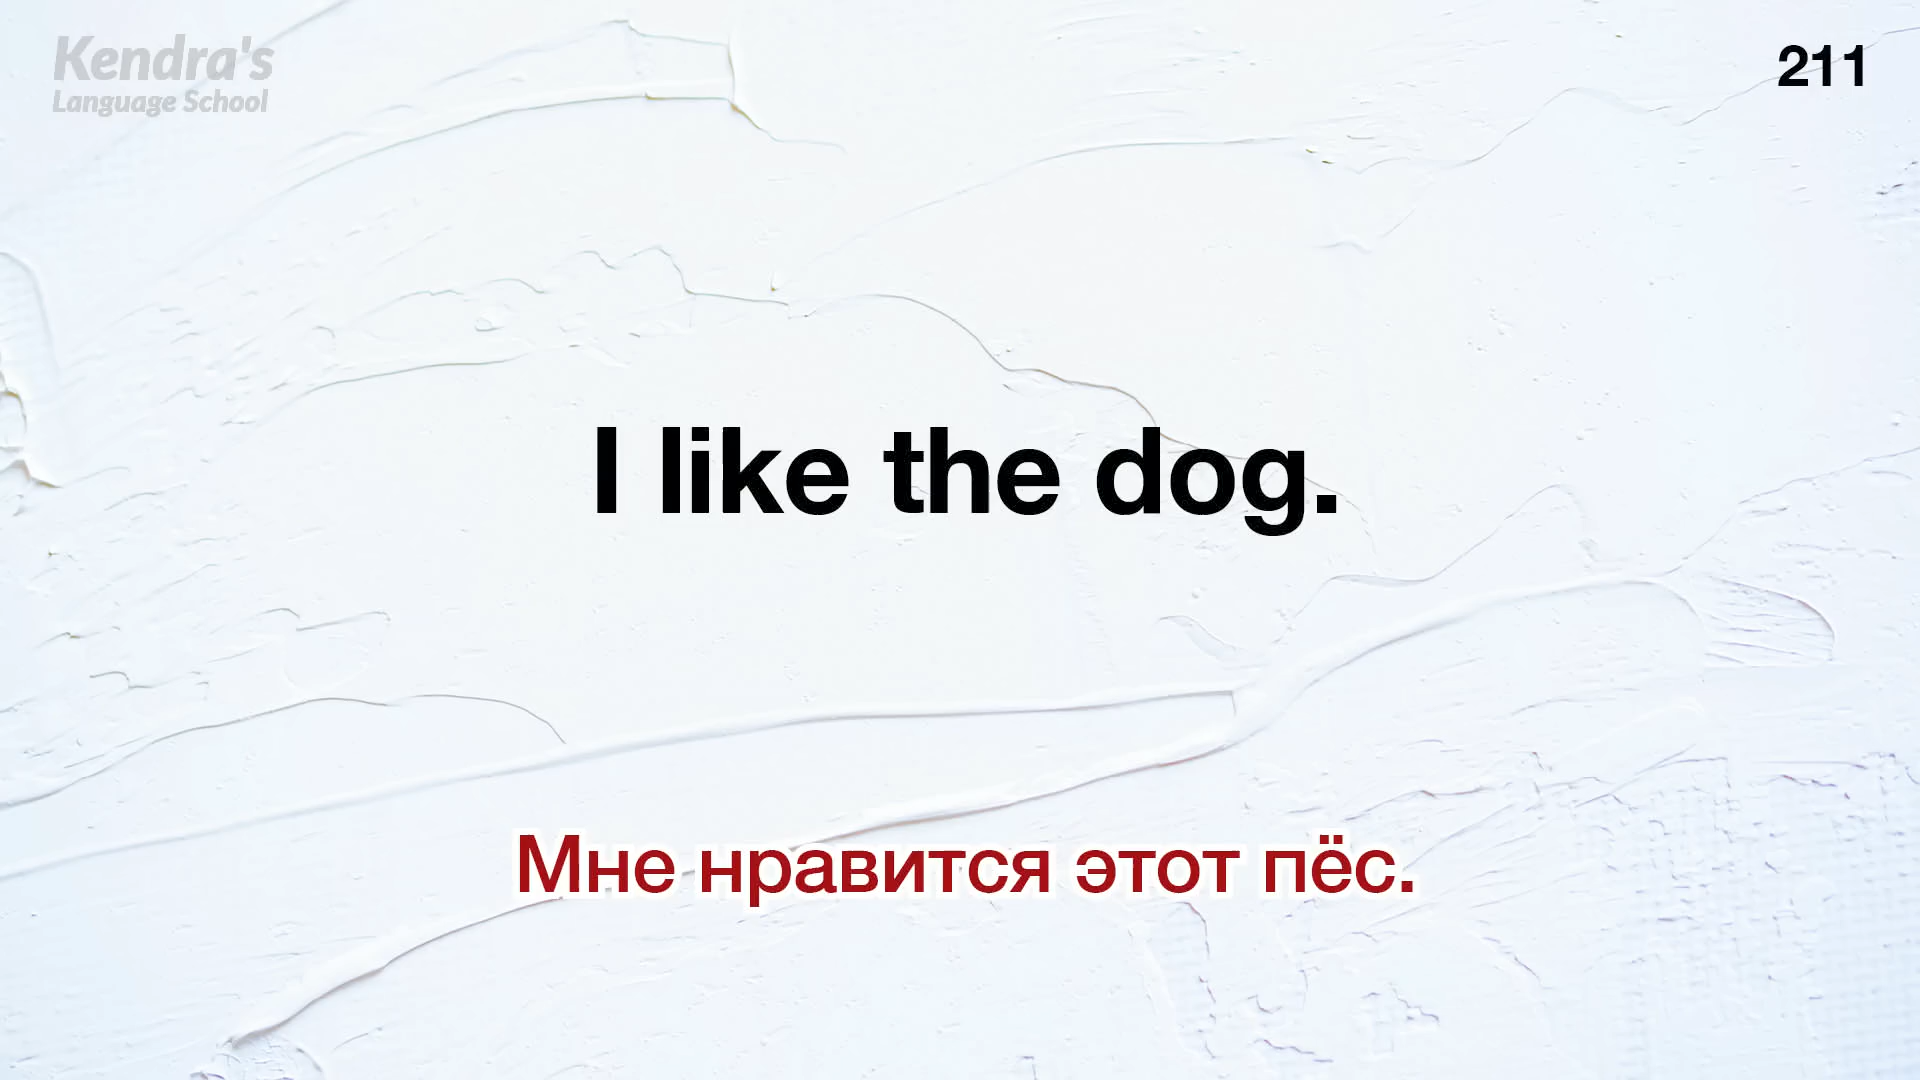 Kendra's
Language School
211
I like the dog.
Мне нравится этот пёс.